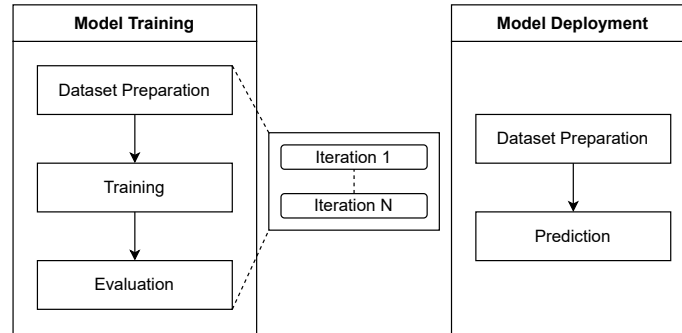 Model Training
Dataset Preparation
Training
Evaluation
Iteration 1
Iteration N
Model Deployment
Dataset Preparation
Prediction